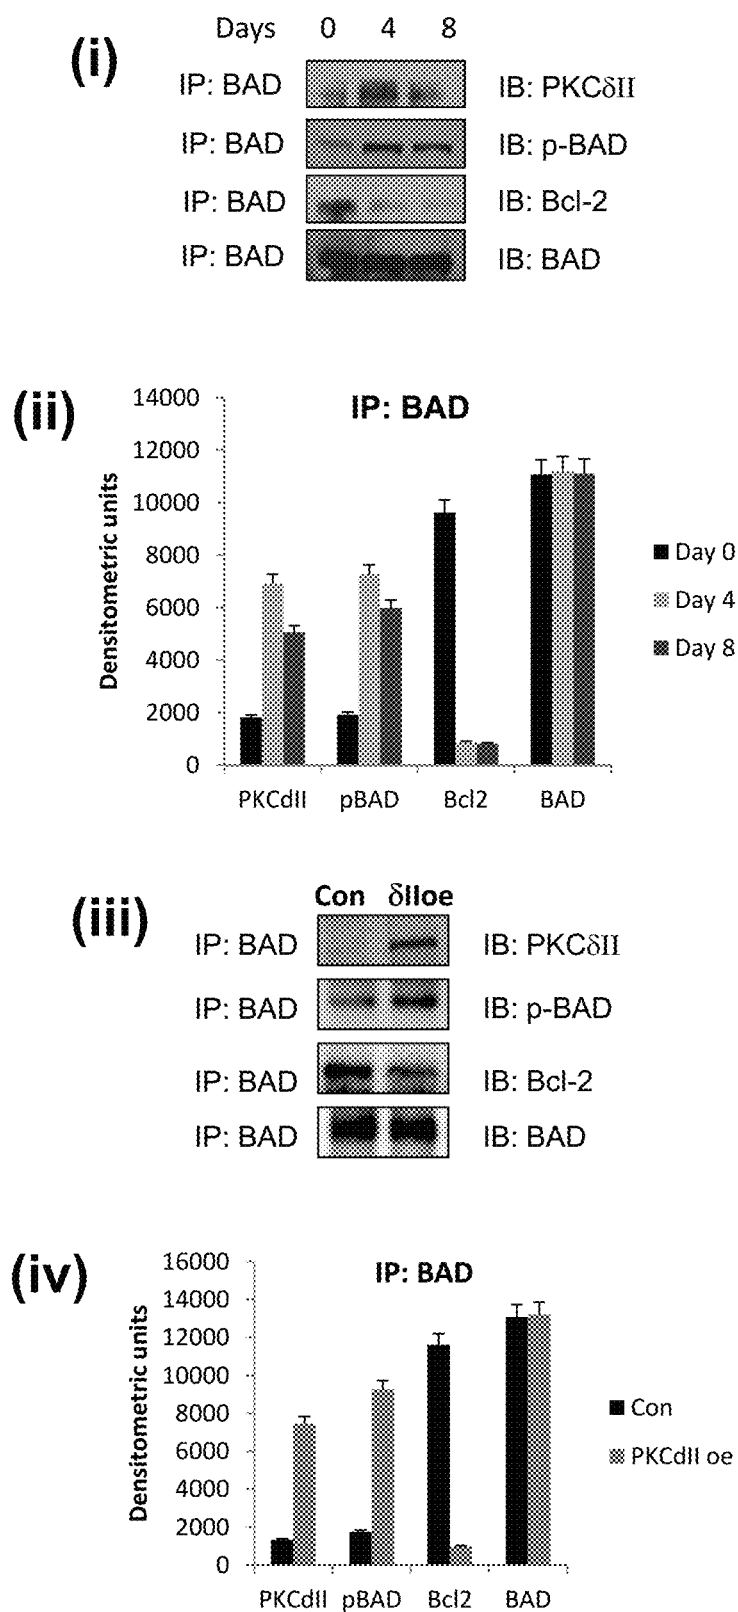 Days 0 4 8
(i)
IP: BAD IB: PKCδII
IP: BAD IB: p-BAD
IP: BAD IB: Bcl-2
IP: BAD IB: BAD
(ii)
IP: BAD
Densitometric units
14000
12000
10000
8000
6000
4000
2000
0
PKCdII pBAD Bcl2 BAD
Day 0
Day 4
Day 8
(iii)
Con δIIoe
IP: BAD IB: PKCδII
IP: BAD IB: p-BAD
IP: BAD IB: Bcl-2
IP: BAD IB: BAD
(iv)
IP: BAD
Densitometric units
16000
14000
12000
10000
8000
6000
4000
2000
0
PKCdII pBAD Bcl2 BAD
Con
PKCdII oe